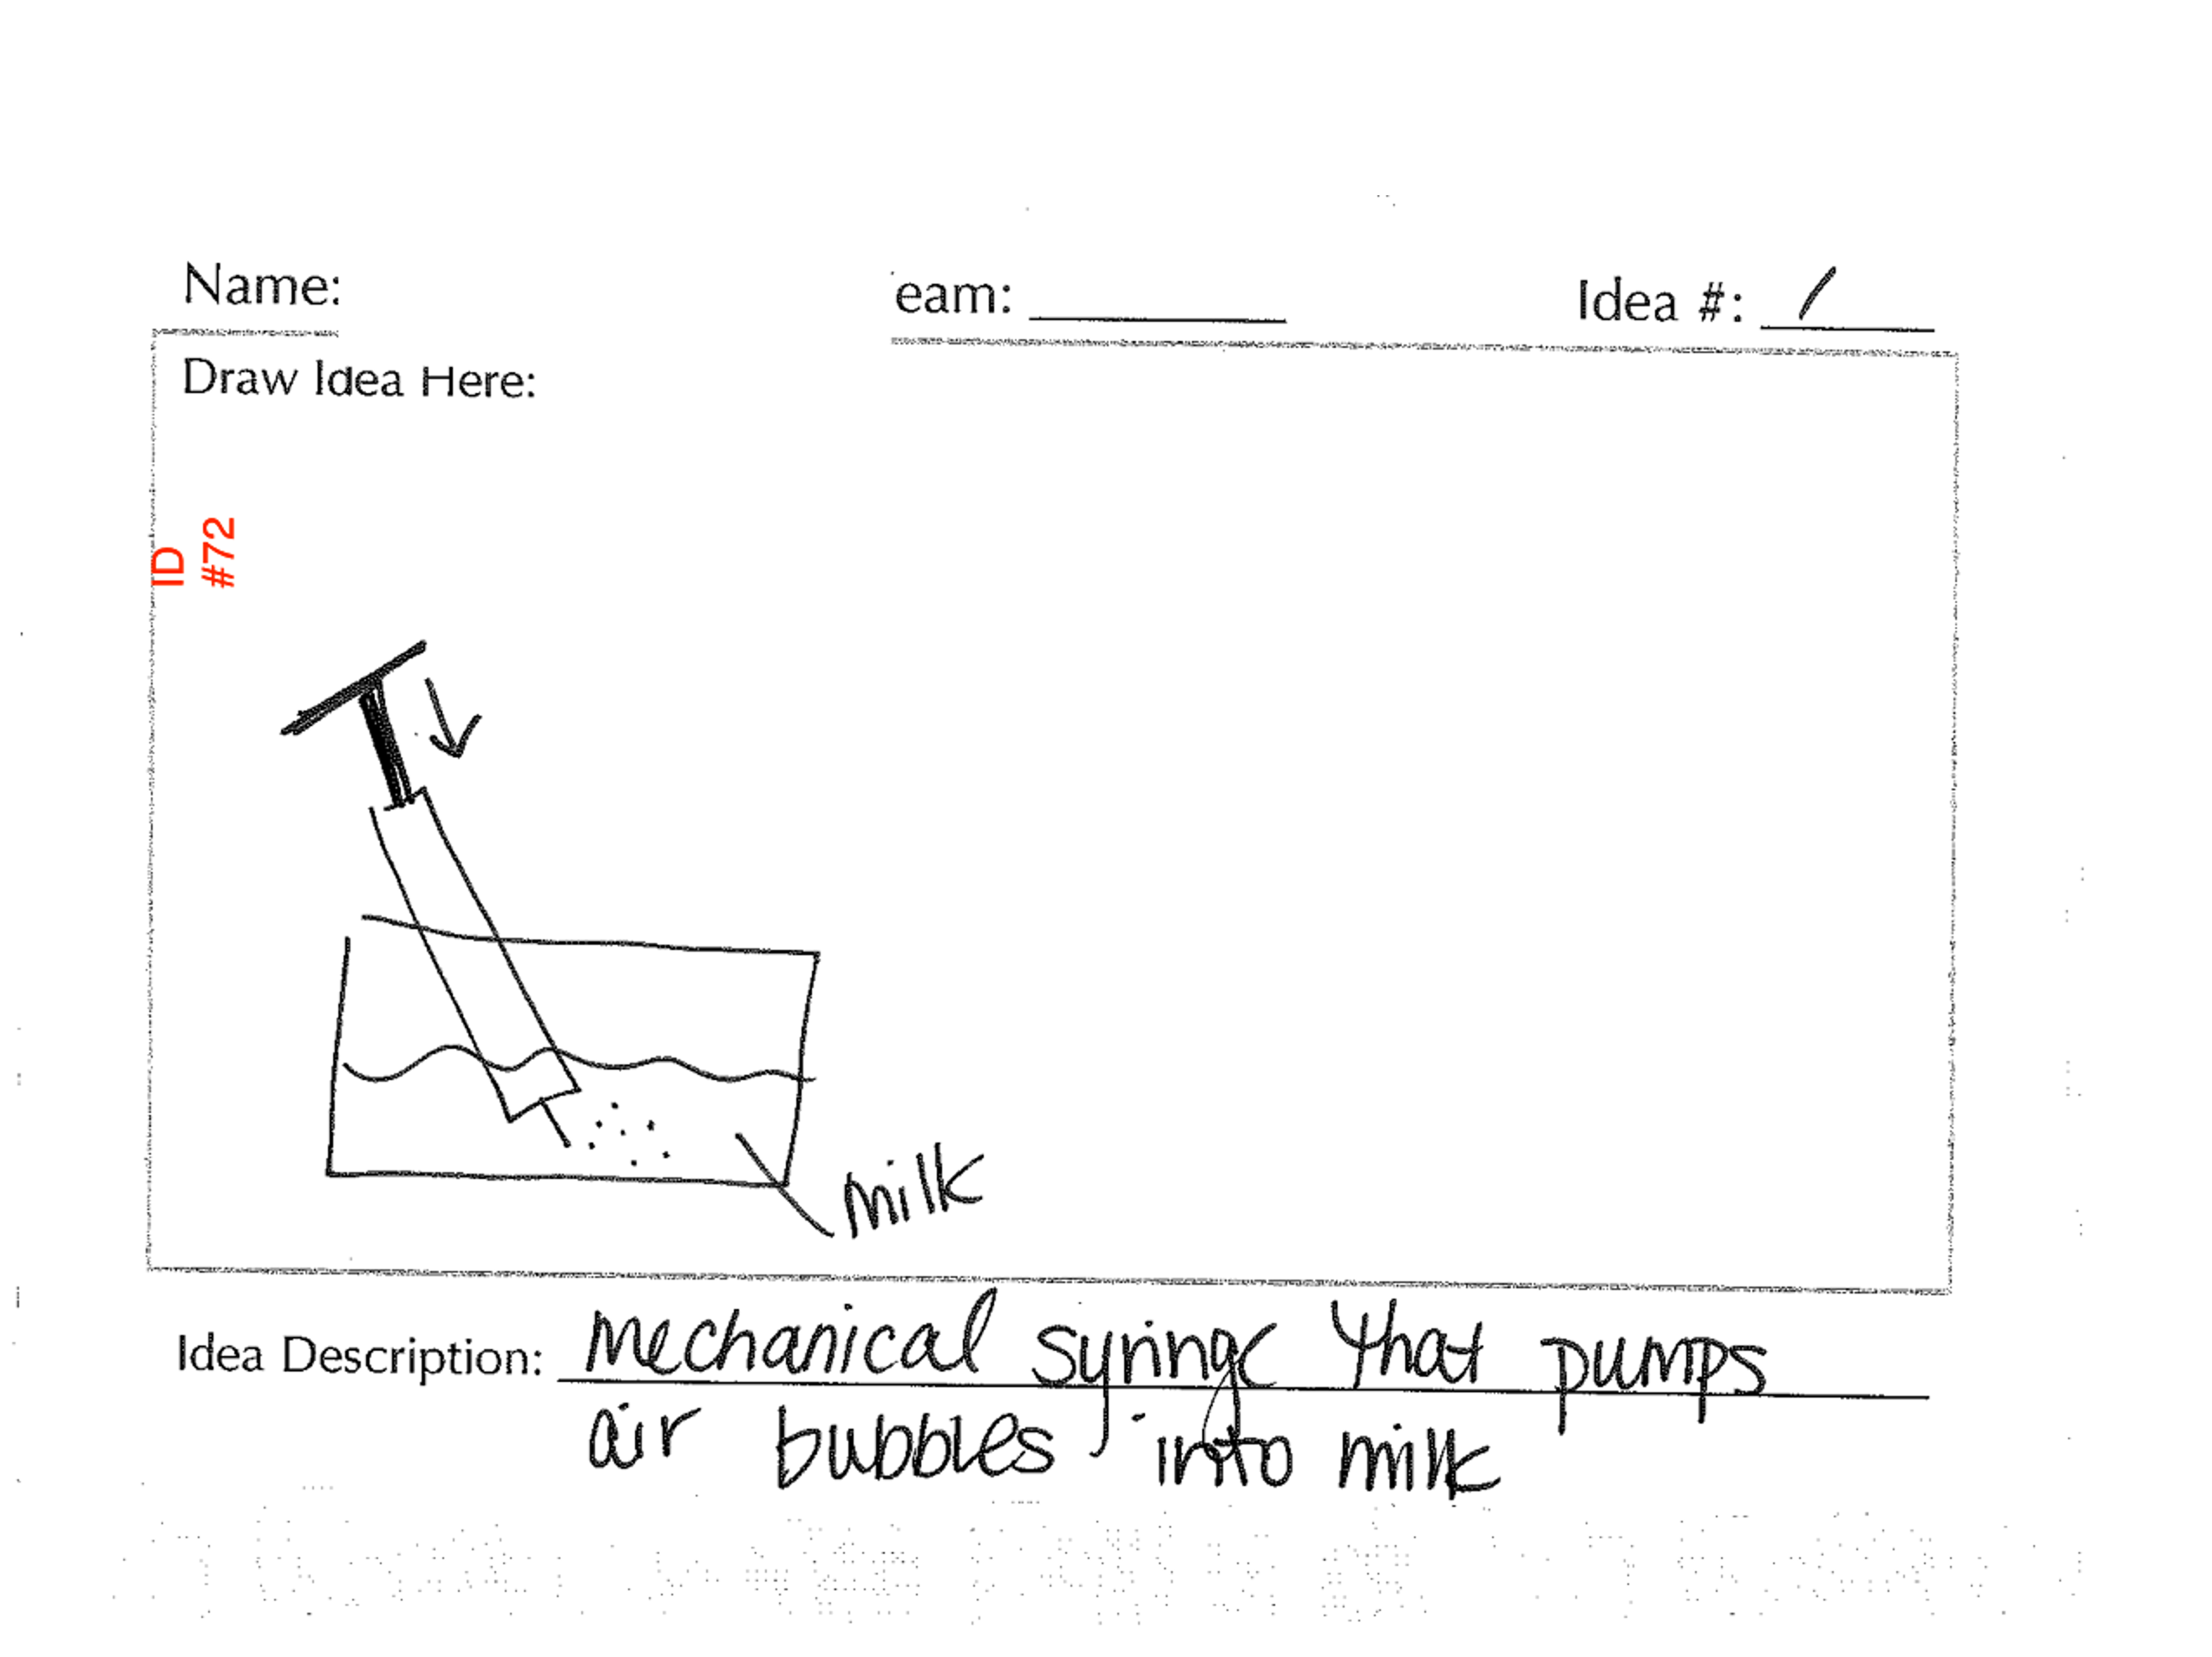 Name:
eam: Idea #: 1
Draw Idea Here:
ID
#72
milk
Idea Description: Mechanical syringe that pumps
air bubbles into milk